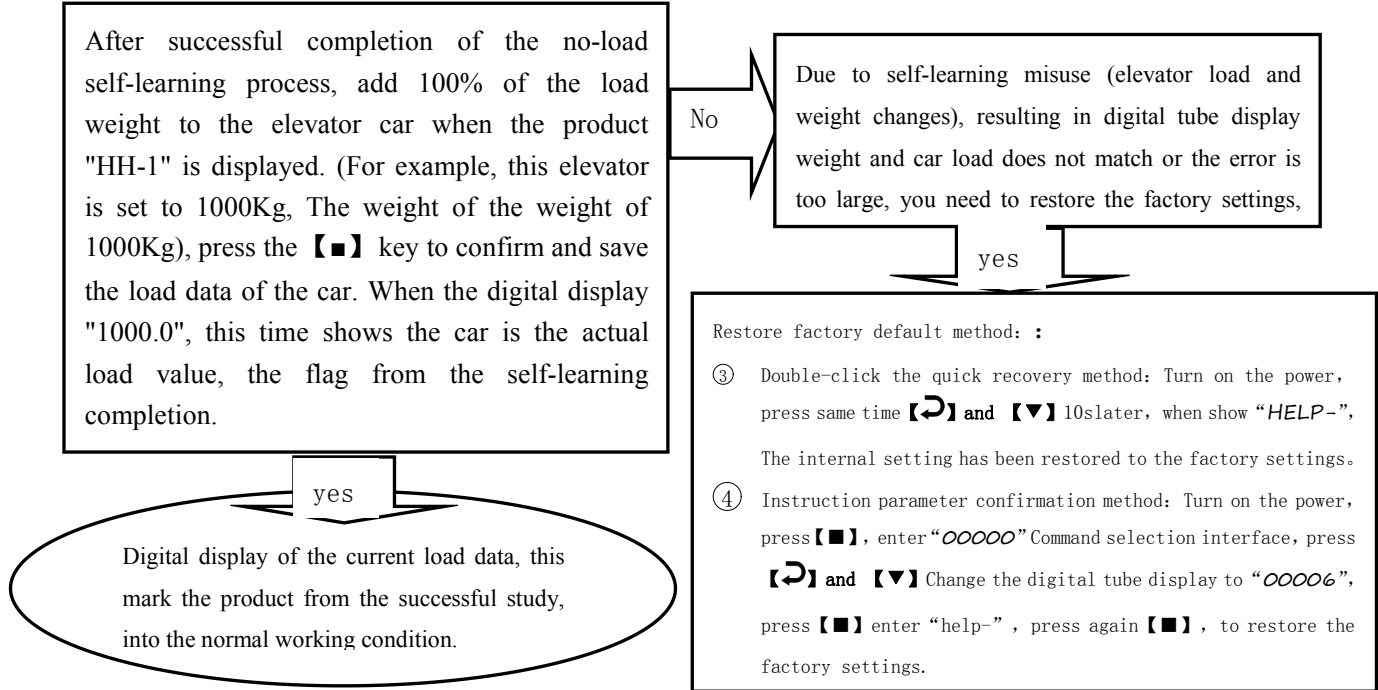 After successful completion of the no-load
self-learning process, add 100% of the load
weight to the elevator car when the product
"HH-1" is displayed. (For example, this elevator
is set to 1000Kg, The weight of the weight of
1000Kg), press the 【■】 key to confirm and save
the load data of the car. When the digital display
"1000.0", this time shows the car is the actual
load value, the flag from the self-learning
completion.
No
Due to self-learning misuse (elevator load and
weight changes), resulting in digital tube display
weight and car load does not match or the error is
too large, you need to restore the factory settings,
yes
Restore factory default method: :
③ Double-click the quick recovery method: Turn on the power,
press same time 【⮌】 and 【▼】 10slater, when show “HELP-”,
The internal setting has been restored to the factory settings。
④ Instruction parameter confirmation method: Turn on the power,
press【■】, enter“00000”Command selection interface, press
【⮌】 and 【▼】 Change the digital tube display to “00006”,
press【■】enter “help-” , press again【■】, to restore the
factory settings.
yes
Digital display of the current load data, this
mark the product from the successful study,
into the normal working condition.